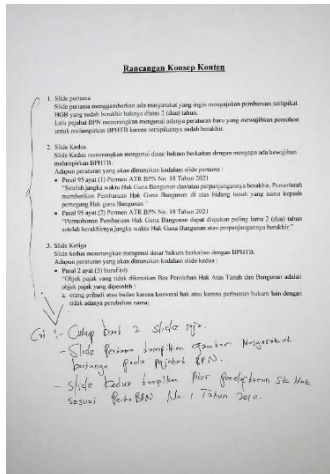 Rancangan Konsep Konten
1. Slide pertama
Slide pertama menggambarkan ada masyarakat yang ingin mengajukan pembaruan sertipikat
HGB yang sudah berakhir haknya diatas 2 (dua) tahun.
Lalu pejabat BPN menerangkan mengenai adanya peraturan baru yang mewajibkan pemohon
untuk melampirkan BPHTB karena sertipikatnya sudah berakhir.
2. Slide Kedua
Slide Kedua menerangkan mengenai dasar hukum berkaitan dengan mengapa ada kewajiban
melampirkan BPHTB.
Adapun peraturan yang akan dimasukan kedalam slide pertama :
• Pasal 95 ayat (1) Permen ATR BPN No. 18 Tahun 2021
"Setelah jangka waktu Hak Guna Bangunan dan/atau perpanjangannya berakhir, Pemerintah
memberikan Pembaruan Hak Guna Bangunan di atas bidang tanah yang sama kepada
pemegang Hak guna Bangunan."
• Pasal 95 ayat (2) Permen ATR BPN No. 18 Tahun 2021
"Permohonan Pembaruan Hak Guna Bangunan dapat diajukan paling lama 2 (dua) tahun
setelah berakhirnya jangka waktu Hak Guna Bangunan atau perpanjangannya berakhir."
3. Slide Ketiga
Slide kedua menerangkan mengenai dasar hukum berkaitan dengan BPHTB.
Adapun peraturan yang akan dimasukan kedalam slide kedua :
• Pasal 2 ayat (5) huruf (d)
"Objek pajak yang tidak dikenakan Bea Perolehan Hak Atas Tanah dan Bangunan adalah
objek pajak yang diperoleh :
a. orang pribadi atau badan karena konversi hak atau karena perbuatan hukum lain dengan
tidak adanya perubahan nama;
- Cukup buat 2 slide saja.
- Slide Pertama tampilkan gambar Masyarakat
bertanya pada pejabat BPN.
- Slide kedua tampilkan pendaftaran SK Hak
sesuai Perka BPN No. 1 Tahun 2010.